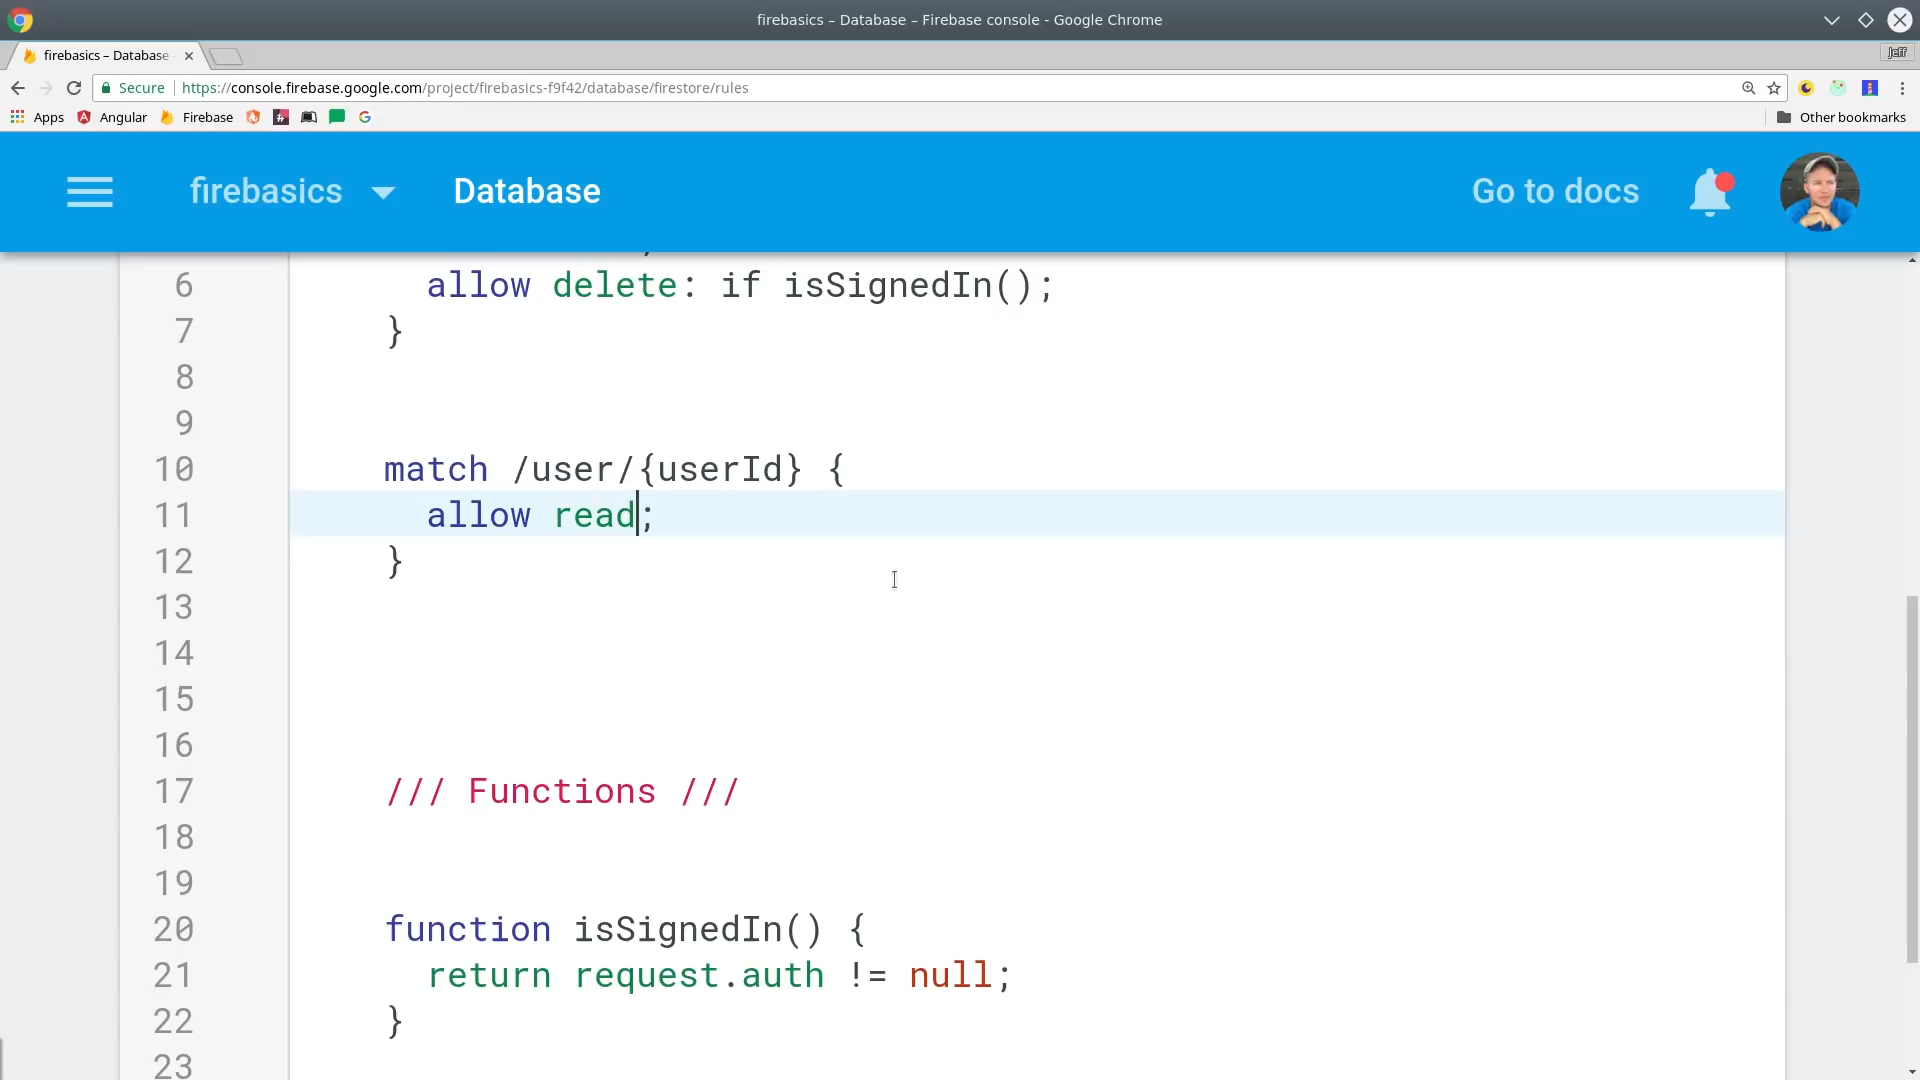 firebasics – Database – Firebase console - Google Chrome
firebasics – Database
Jeff
Secure https://console.firebase.google.com/project/firebasics-f9f42/database/firestore/rules
Apps Angular Firebase Other bookmarks
firebasics Database Go to docs
6 allow delete: if isSignedIn();
7 }
8
9
10 match /user/{userId} {
11 allow read;
12 }
13
14
15
16
17 /// Functions ///
18
19
20 function isSignedIn() {
21 return request.auth != null;
22 }
23